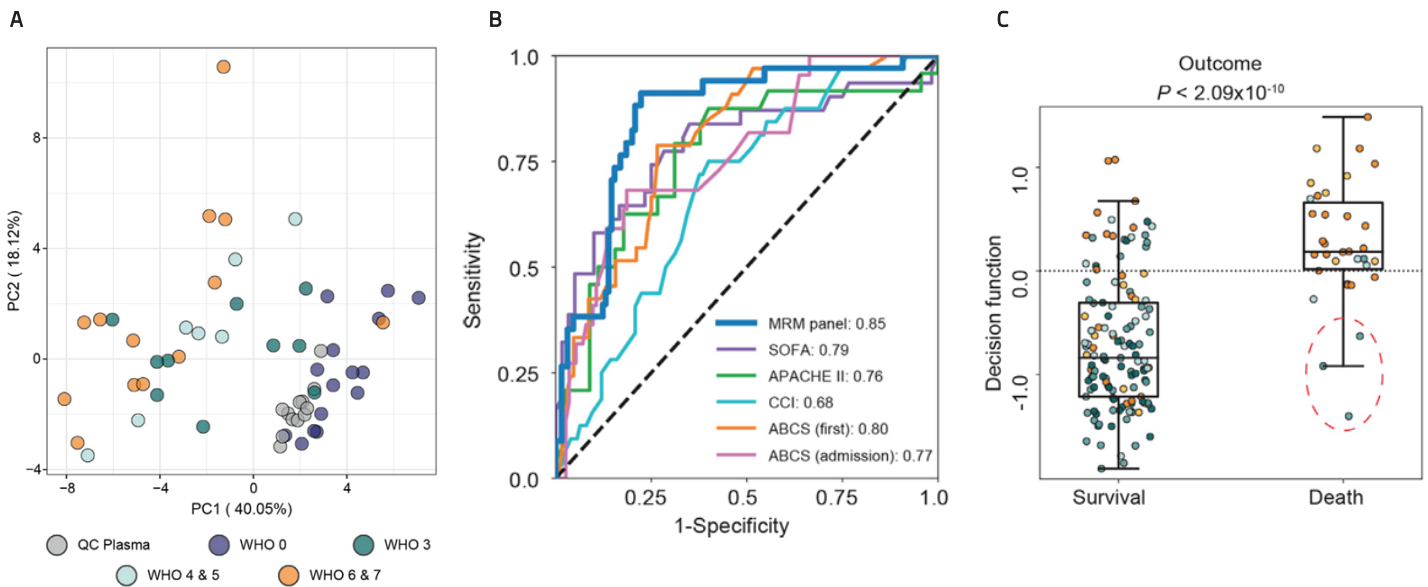 A
B
C
PC2 ( 18.12%)
8
4
0
−4
−8
−4
0
4
PC1 ( 40.05%)
QC Plasma
WHO 0
WHO 3
WHO 4 & 5
WHO 6 & 7
Sensitivity
1.0
0.75
0.5
0.25
0.0
0.25
0.5
0.75
1.0
1-Specificity
MRM panel: 0.85
SOFA: 0.79
APACHE II: 0.76
CCI: 0.68
ABCS (first): 0.80
ABCS (admission): 0.77
Outcome
P < 2.09x10⁻¹⁰
Decision function
1.0
0.0
-1.0
Survival
Death